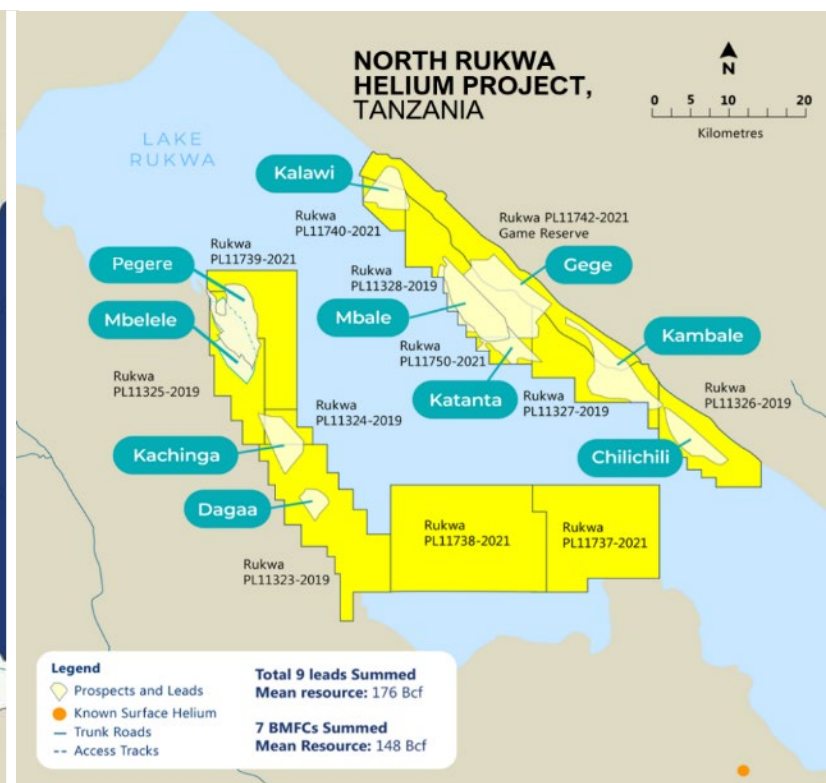 NORTH RUKWA
HELIUM PROJECT,
TANZANIA
N
0 5 10 20
Kilometres
LAKE
RUKWA
Kalawi
Rukwa
PL11740-2021
Rukwa PL11742-2021
Game Reserve
Rukwa
PL11739-2021
Pegere
Gege
Rukwa
PL11328-2019
Mbelele
Mbale
Kambale
Rukwa
PL11750-2021
Rukwa
PL11325-2019
Katanta
Rukwa
PL11326-2019
Rukwa
PL11327-2019
Rukwa
PL11324-2019
Kachinga
Chilichili
Dagaa
Rukwa
PL11738-2021
Rukwa
PL11737-2021
Rukwa
PL11323-2019
Legend
Prospects and Leads
Known Surface Helium
Trunk Roads
Access Tracks
Total 9 leads Summed
Mean resource: 176 Bcf
7 BMFCs Summed
Mean Resource: 148 Bcf